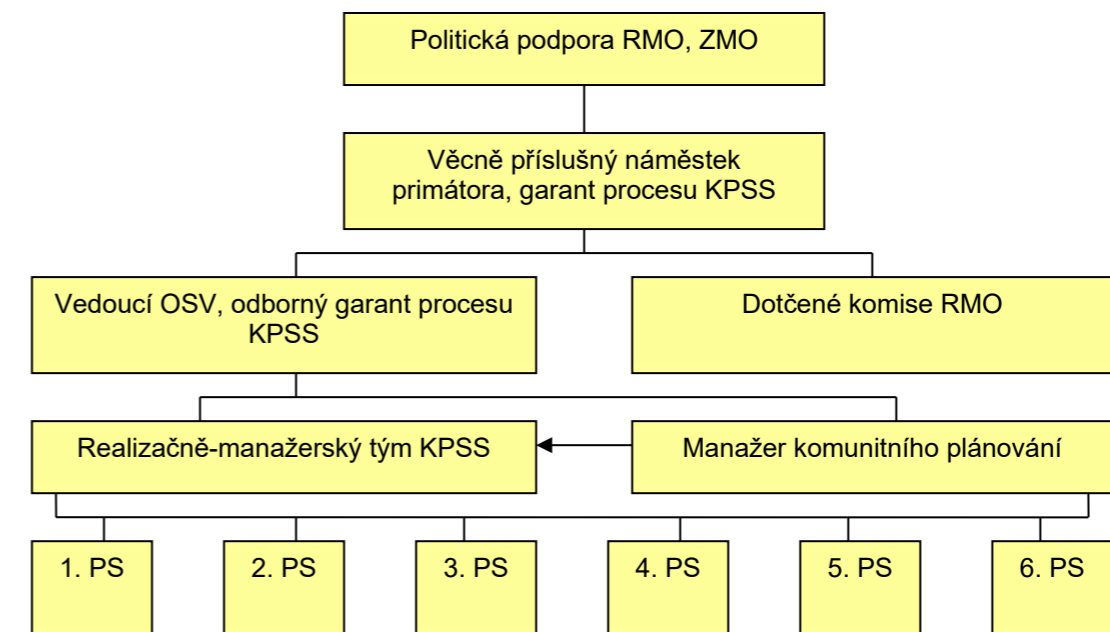 Politická podpora RMO, ZMO
Věcně příslušný náměstek
primátora, garant procesu KPSS
Vedoucí OSV, odborný garant procesu
KPSS
Dotčené komise RMO
Realizačně-manažerský tým KPSS
Manažer komunitního plánování
1. PS
2. PS
3. PS
4. PS
5. PS
6. PS